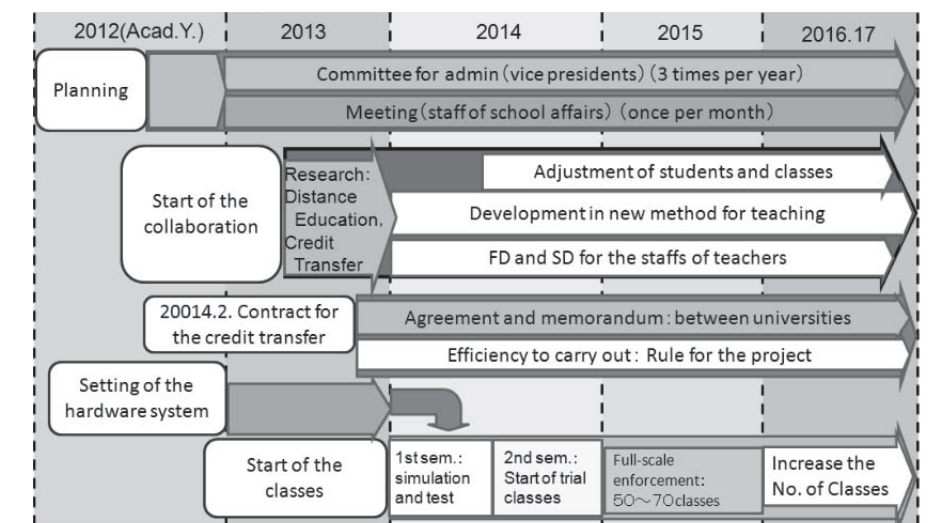 2012(Acad.Y.)
2013
2014
2015
2016.17
Planning
Committee for admin (vice presidents) (3 times per year)
Meeting (staff of school affairs) (once per month)
Start of the
collaboration
Research:
Distance
Education,
Credit
Transfer
Adjustment of students and classes
Development in new method for teaching
FD and SD for the staffs of teachers
20014.2. Contract for
the credit transfer
Agreement and memorandum: between universities
Efficiency to carry out: Rule for the project
Setting of the
hardware system
Start of the
classes
1st sem.:
simulation
and test
2nd sem.:
Start of trial
classes
Full-scale
enforcement:
50～70classes
Increase the
No. of Classes